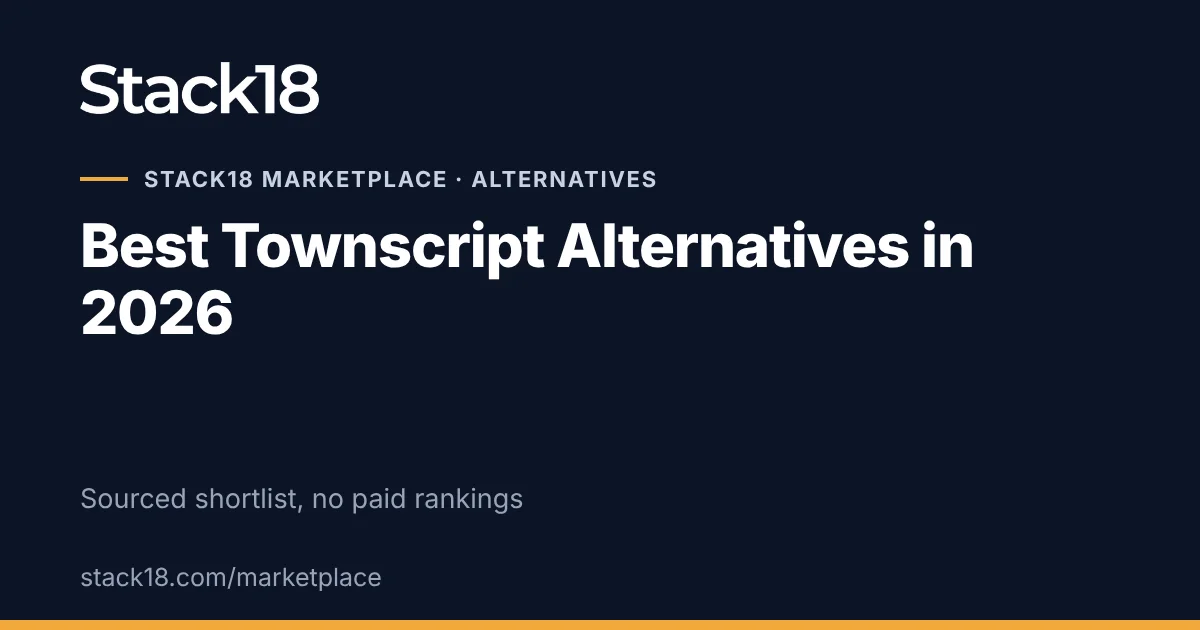 Stack18
STACK18 MARKETPLACE · ALTERNATIVES
Best Townscript Alternatives in
2026
Sourced shortlist, no paid rankings
stack18.com/marketplace